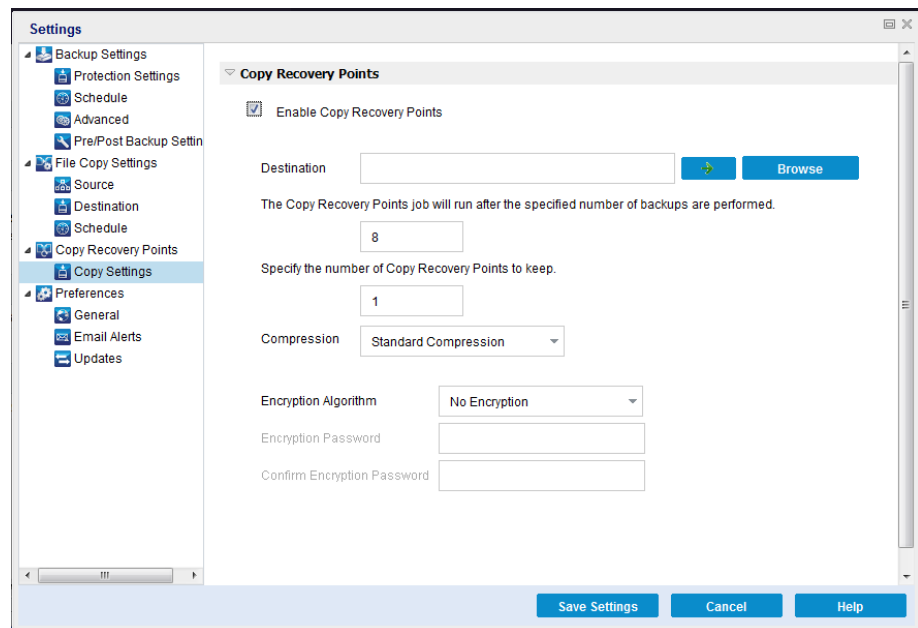 Settings
Backup Settings
Protection Settings
Schedule
Advanced
Pre/Post Backup Settin
File Copy Settings
Source
Destination
Schedule
Copy Recovery Points
Copy Settings
Preferences
General
Email Alerts
Updates
Copy Recovery Points
Enable Copy Recovery Points
Destination
Browse
The Copy Recovery Points job will run after the specified number of backups are performed.
8
Specify the number of Copy Recovery Points to keep.
1
Compression Standard Compression
Encryption Algorithm No Encryption
Encryption Password
Confirm Encryption Password
Save Settings Cancel Help